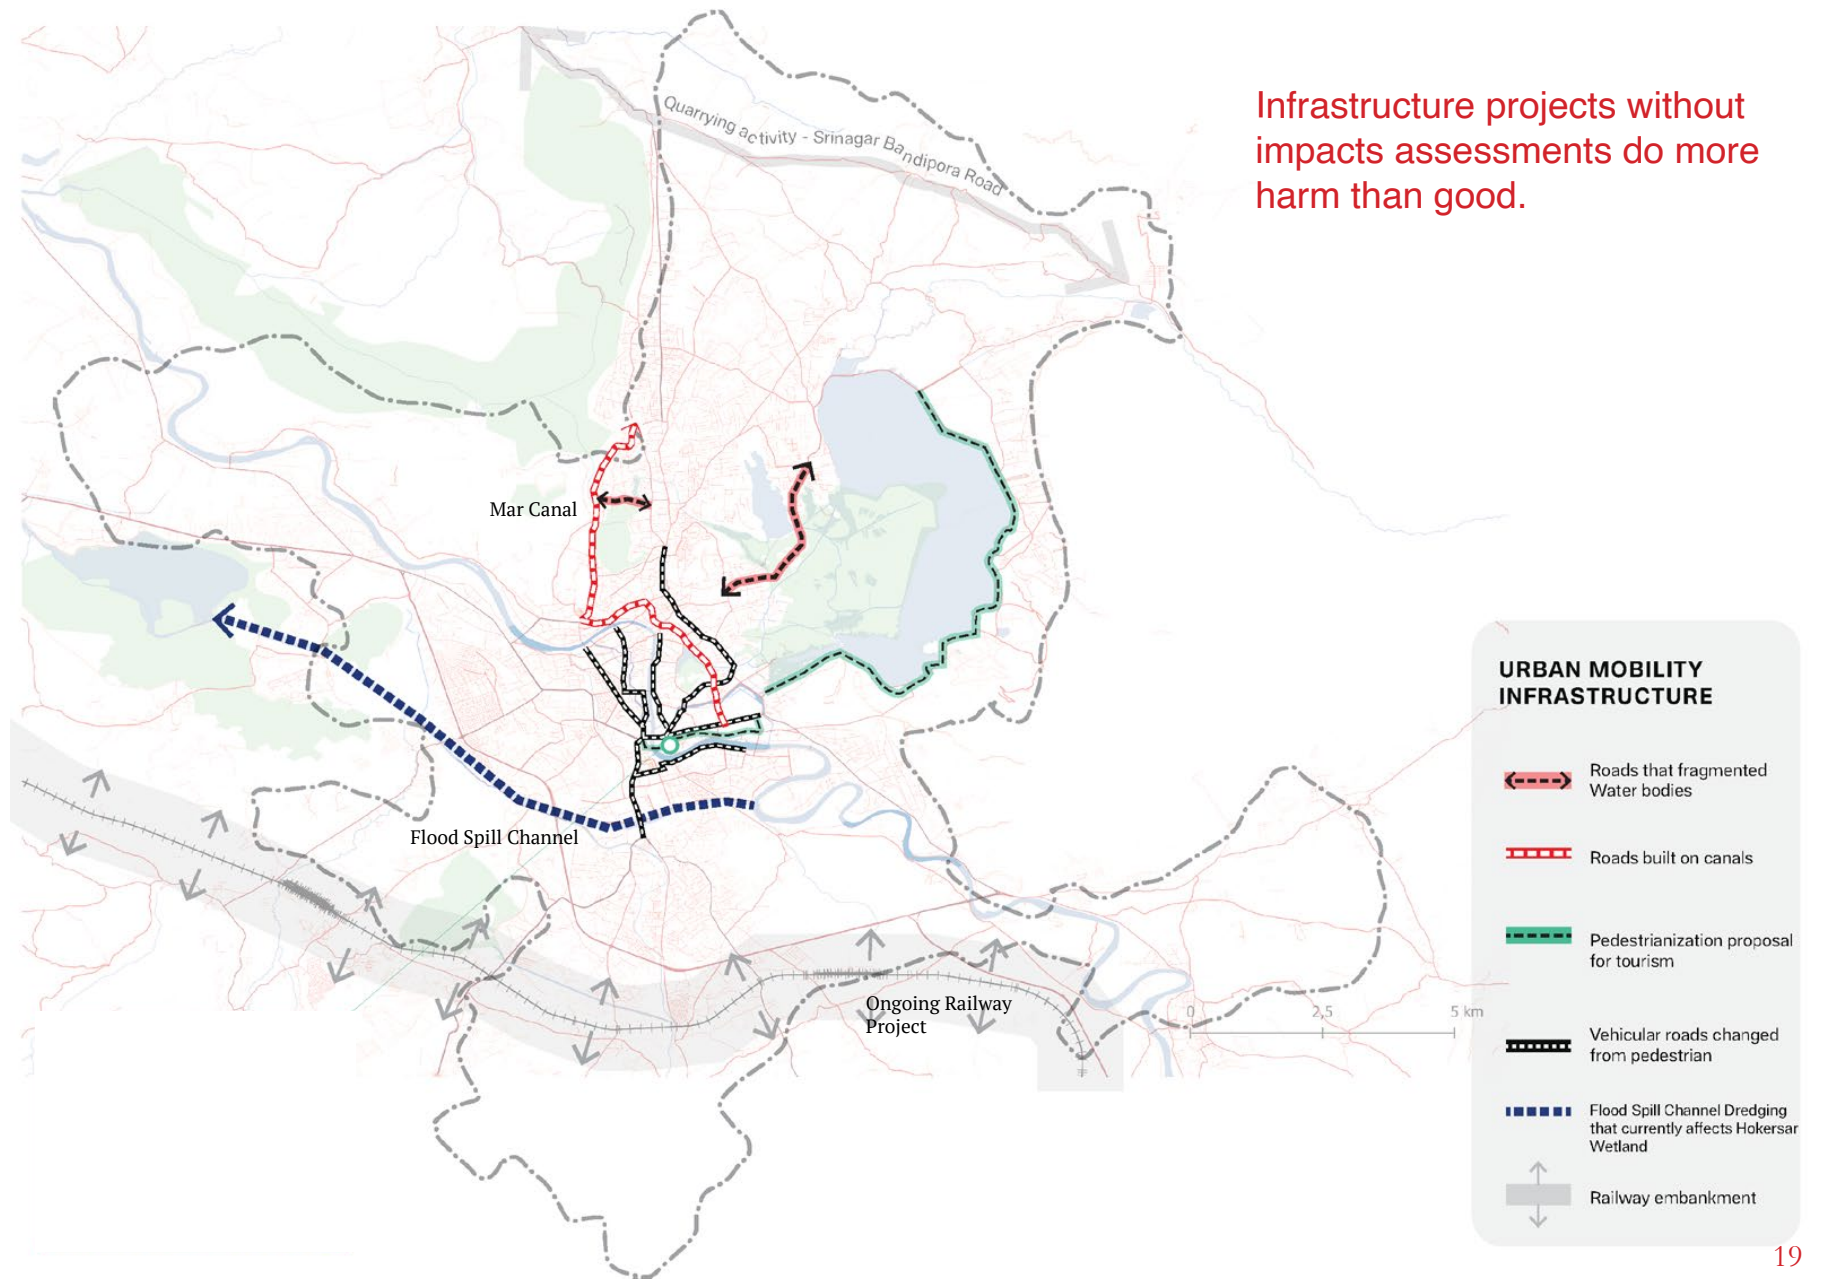 Infrastructure projects without
impacts assessments do more
harm than good.
Quarrying activity - Srinagar Bandipora Road
Mar Canal
Flood Spill Channel
Ongoing Railway
Project
0 2,5 5 km
URBAN MOBILITY
INFRASTRUCTURE
Roads that fragmented
Water bodies
Roads built on canals
Pedestrianization proposal
for tourism
Vehicular roads changed
from pedestrian
Flood Spill Channel Dredging
that currently affects Hokersar
Wetland
Railway embankment
19